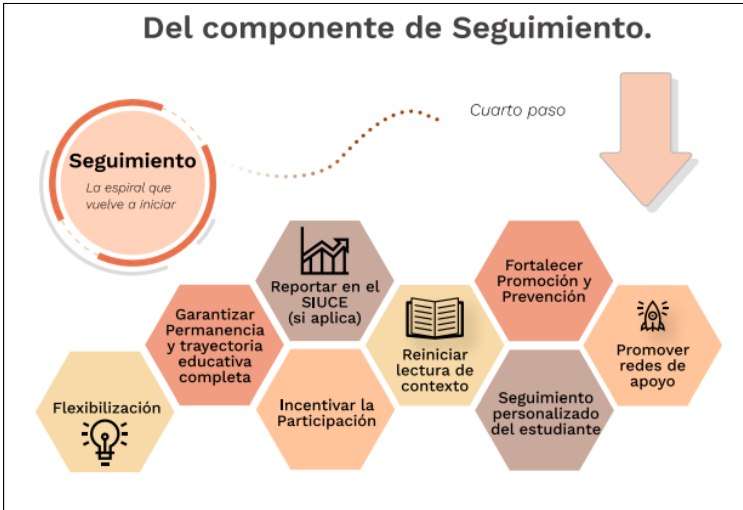 Del componente de Seguimiento.
Cuarto paso
Seguimiento
La espiral que
vuelve a iniciar
Flexibilización
Garantizar
Permanencia
y trayectoria
educativa
completa
Reportar en el
SIUCE
(si aplica)
Incentivar la
Participación
Reiniciar
lectura de
contexto
Fortalecer
Promoción y
Prevención
Seguimiento
personalizado
del estudiante
Promover
redes de
apoyo